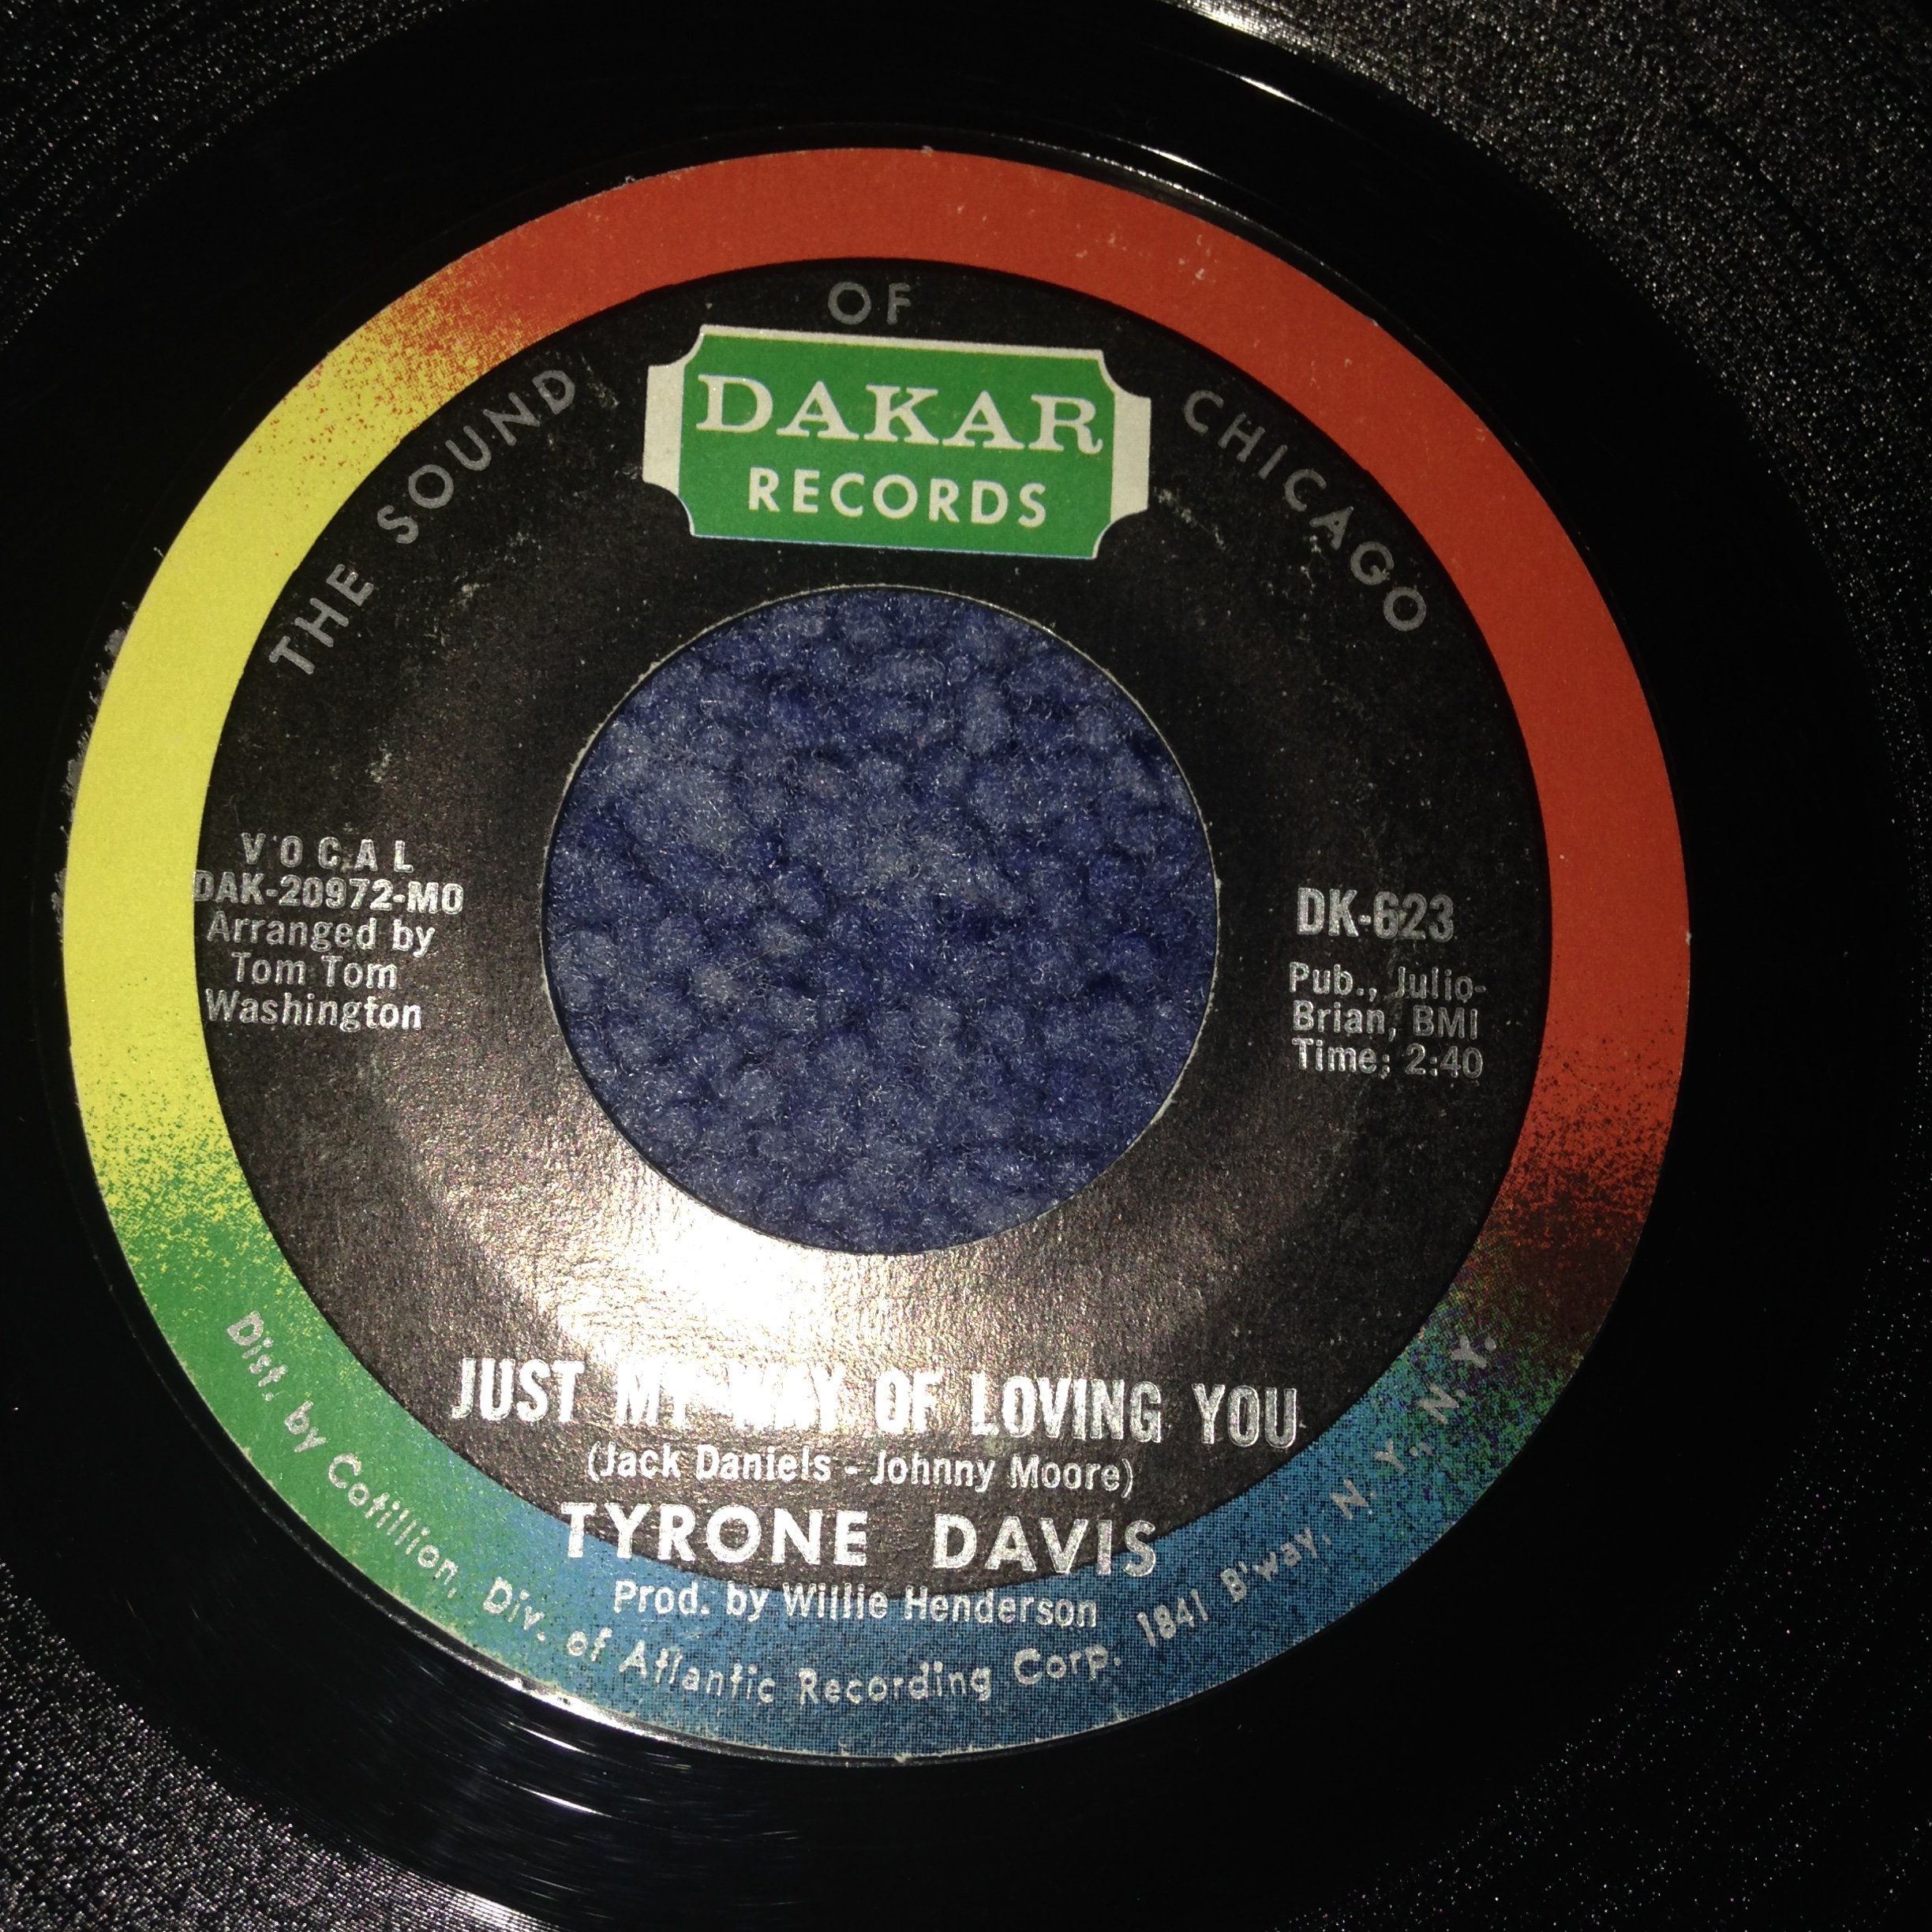 THE SOUND OF CHICAGO
DAKAR
RECORDS
VOCAL
DAK-20972-MO
Arranged by
Tom Tom
Washington
DK-623
Pub., Julio-
Brian, BMI
Time: 2:40
JUST MY WAY OF LOVING YOU
(Jack Daniels - Johnny Moore)
TYRONE DAVIS
Prod. by Willie Henderson
Dist. by Cotillion, Div. of Atlantic Recording Corp. 1841 B'way, N. Y., N. Y.